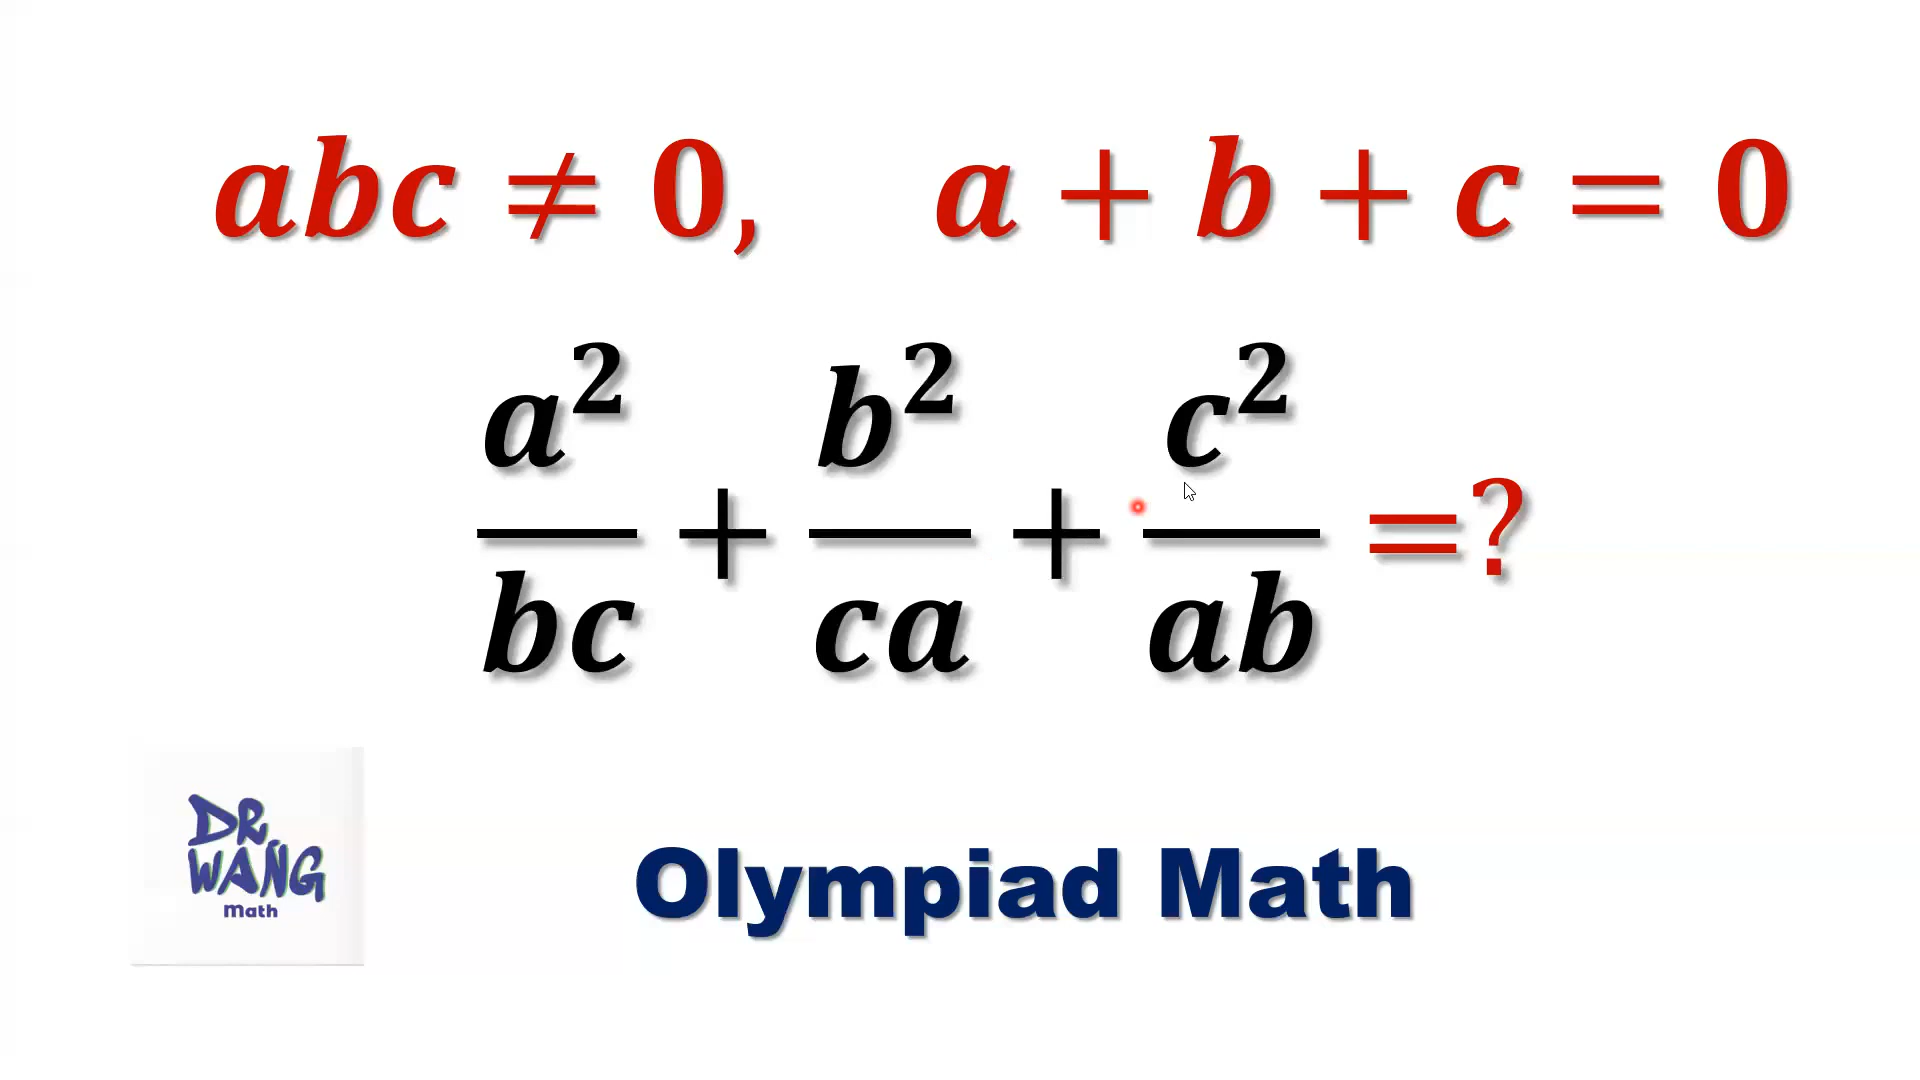 abc ≠ 0, a + b + c = 0
a²/bc + b²/ca + c²/ab =?
DR
WANG
Math
Olympiad Math